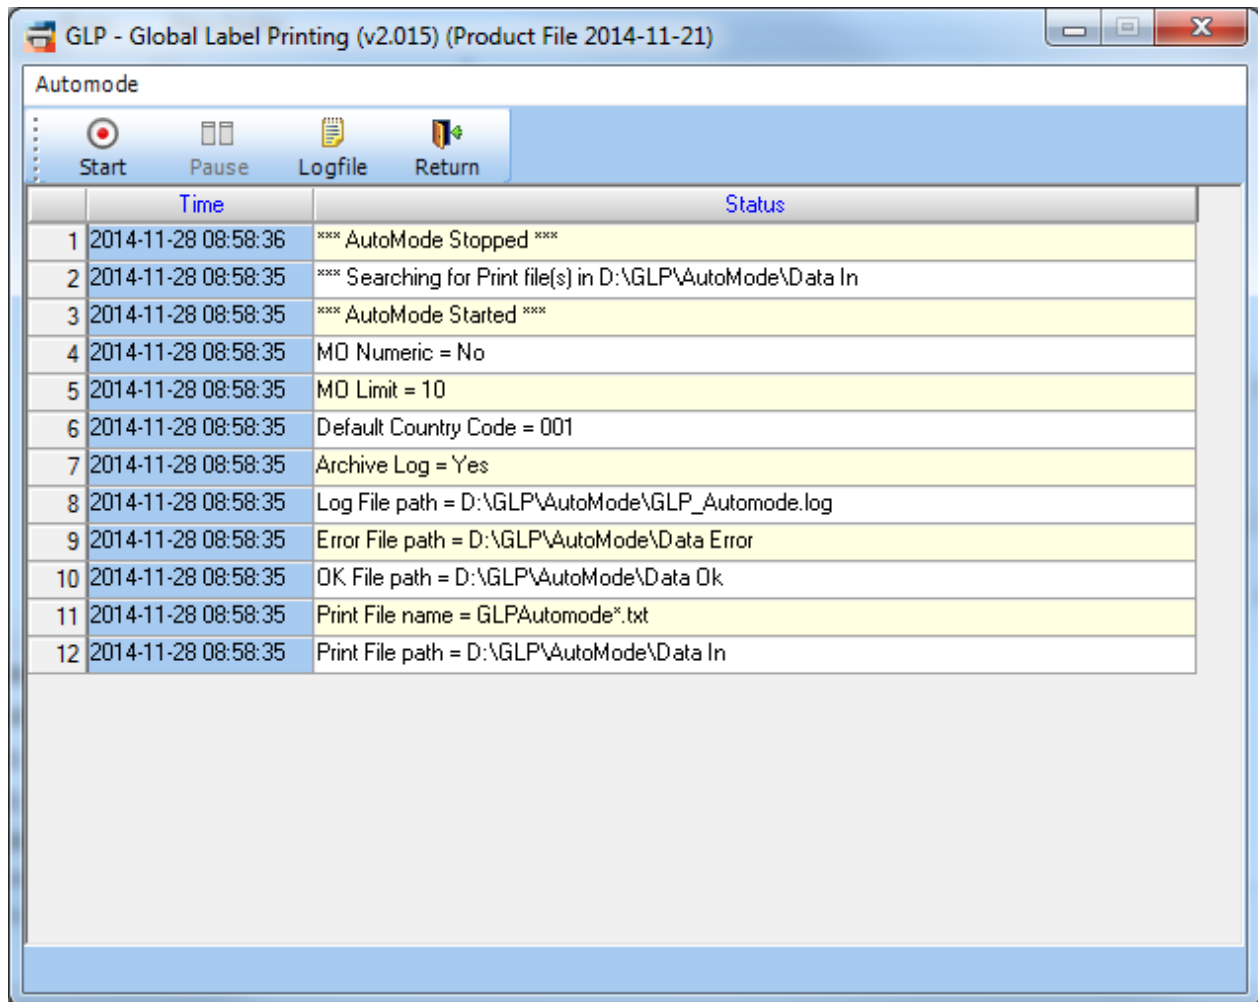 GLP - Global Label Printing (v2.015) (Product File 2014-11-21)
Automode
Start Pause Logfile Return
Time Status
1 2014-11-28 08:58:36 *** AutoMode Stopped ***
2 2014-11-28 08:58:35 *** Searching for Print file(s) in D:\GLP\AutoMode\Data In
3 2014-11-28 08:58:35 *** AutoMode Started ***
4 2014-11-28 08:58:35 MO Numeric = No
5 2014-11-28 08:58:35 MO Limit = 10
6 2014-11-28 08:58:35 Default Country Code = 001
7 2014-11-28 08:58:35 Archive Log = Yes
8 2014-11-28 08:58:35 Log File path = D:\GLP\AutoMode\GLP_Automode.log
9 2014-11-28 08:58:35 Error File path = D:\GLP\AutoMode\Data Error
10 2014-11-28 08:58:35 OK File path = D:\GLP\AutoMode\Data Ok
11 2014-11-28 08:58:35 Print File name = GLPAutomode*.txt
12 2014-11-28 08:58:35 Print File path = D:\GLP\AutoMode\Data In